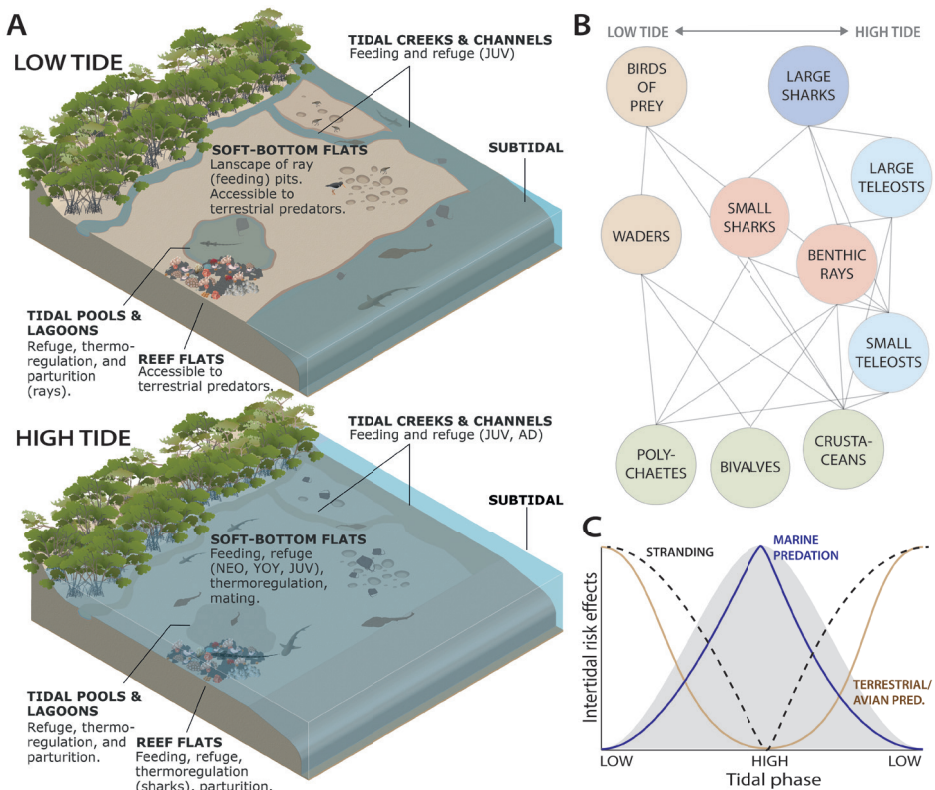 A
LOW TIDE
TIDAL CREEKS & CHANNELS
Feeding and refuge (JUV)
SOFT-BOTTOM FLATS
Lanscape of ray
(feeding) pits.
Accessible to
terrestrial predators.
SUBTIDAL
TIDAL POOLS &
LAGOONS
Refuge, thermo-
regulation, and
parturition
(rays).
REEF FLATS
Accessible to
terrestrial predators.
HIGH TIDE
TIDAL CREEKS & CHANNELS
Feeding and refuge (JUV, AD)
SUBTIDAL
SOFT-BOTTOM FLATS
Feeding, refuge
(NEO, YOY, JUV),
thermoregulation,
mating.
TIDAL POOLS &
LAGOONS
Refuge, thermo-
regulation, and
parturition.
REEF FLATS
Feeding, refuge,
thermoregulation
(sharks), parturition.
B
LOW TIDE
HIGH TIDE
BIRDS
OF
PREY
LARGE
SHARKS
LARGE
TELEOSTS
WADERS
SMALL
SHARKS
BENTHIC
RAYS
SMALL
TELEOSTS
POLY-
CHAETES
BIVALVES
CRUSTA-
CEANS
C
STRANDING
MARINE
PREDATION
TERRESTRIAL/
AVIAN PRED.
Intertidal risk effects
LOW
HIGH
LOW
Tidal phase